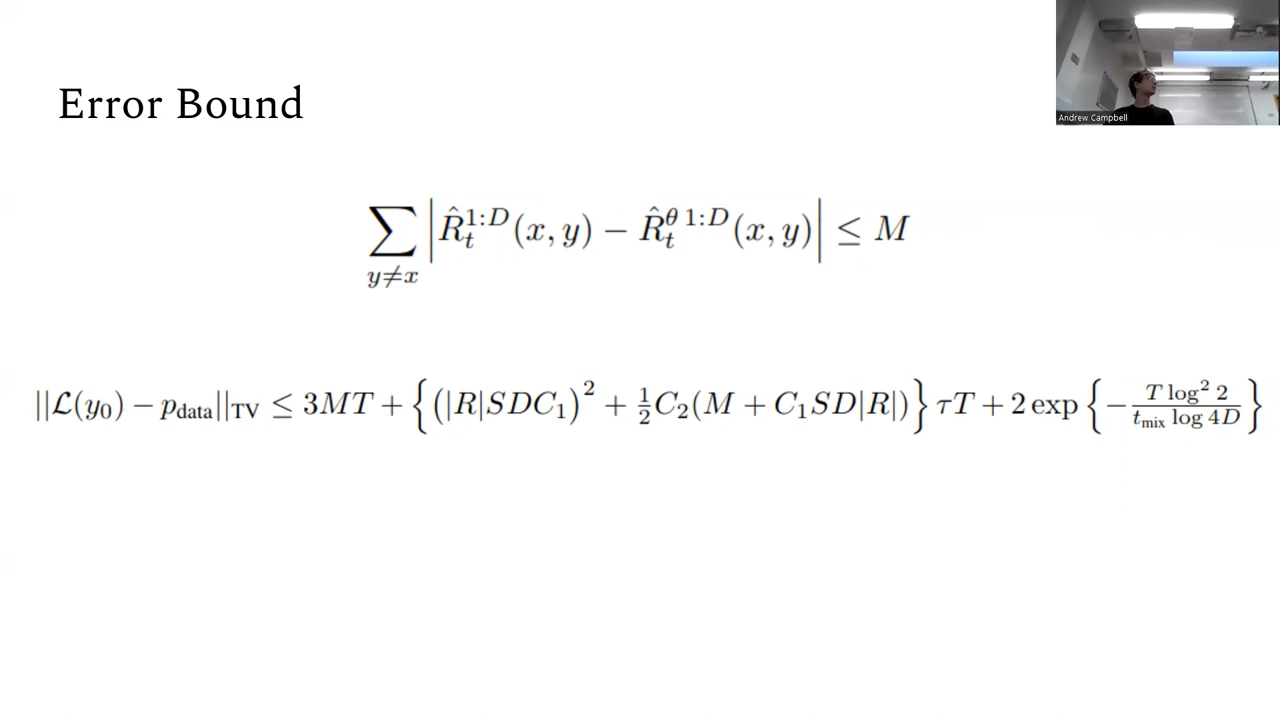 Error Bound
Andrew Campbell
\sum_{y \neq x} \left| \hat{R}_t^{1:D}(x, y) - \hat{R}_t^{\theta\, 1:D}(x, y) \right| \leq M
||\mathcal{L}(y_0) - p_{\text{data}}||_{\text{TV}} \leq 3MT + \left\{ (|R|SDC_1)^2 + \frac{1}{2} C_2 (M + C_1 SD|R|) \right\} \tau T + 2 \exp \left\{ -\frac{T \log^2 2}{t_{\text{mix}} \log 4D} \right\}